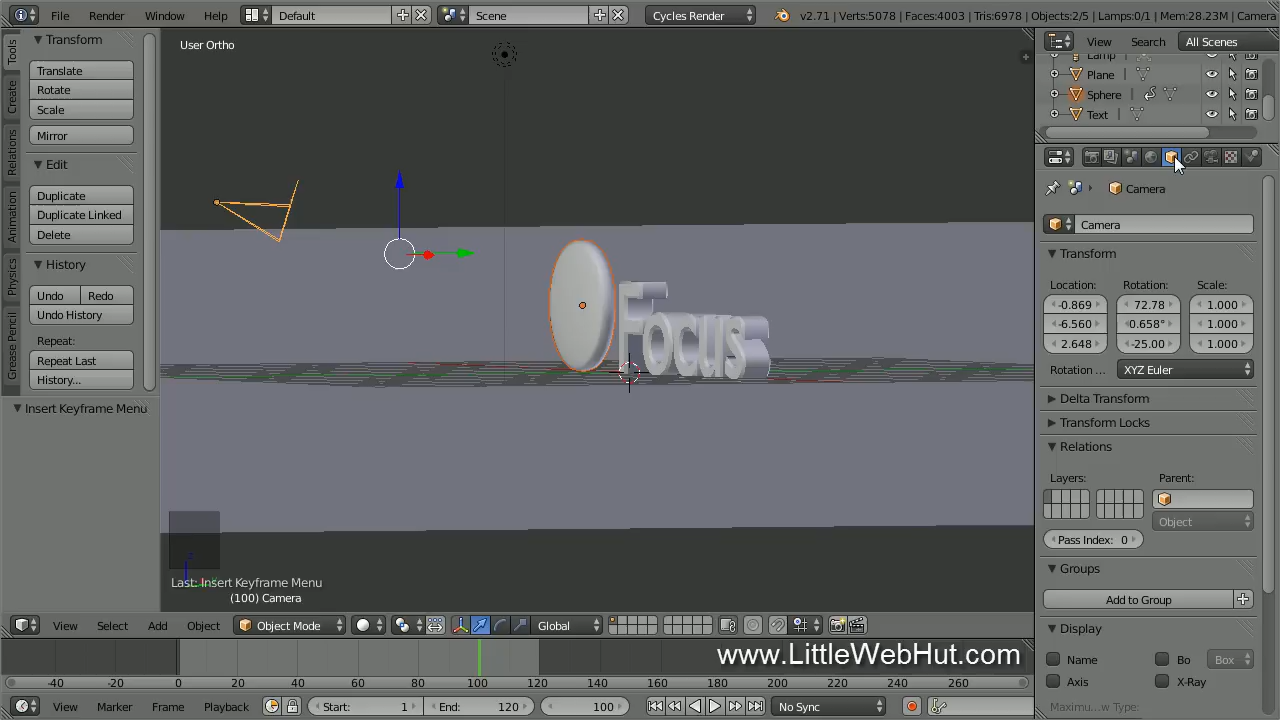 File Render Window Help Default Scene Cycles Render v2.71 | Verts:5078 | Faces:4003 | Tris:6978 | Objects:2/5 | Lamps:0/1 | Mem:28.23M | Camera
Tools
Create
Relations
Animation
Physics
Grease Pencil
Transform
Translate
Rotate
Scale
Mirror
Edit
Duplicate
Duplicate Linked
Delete
History
Undo Redo
Undo History
Repeat:
Repeat Last
History...
Insert Keyframe Menu
User Ortho
Focus
Last: Insert Keyframe Menu
(100) Camera
View Search All Scenes
Lamp
Plane
Sphere
Text
Camera
Camera
Transform
Location: Rotation: Scale:
-0.869 72.78 1.000
-6.560 0.658° 1.000
2.648 -25.00 1.000
Rotation ... XYZ Euler
Delta Transform
Transform Locks
Relations
Layers: Parent:
Object
Pass Index: 0
Groups
Add to Group
Display
Name Bo Box
Axis X-Ray
Maximu...w Type:
View Select Add Object Object Mode Global
www.LittleWebHut.com
-40 -20 0 20 40 60 80 100 120 140 160 180 200 220 240 260
View Marker Frame Playback Start: 1 End: 120 100 No Sync